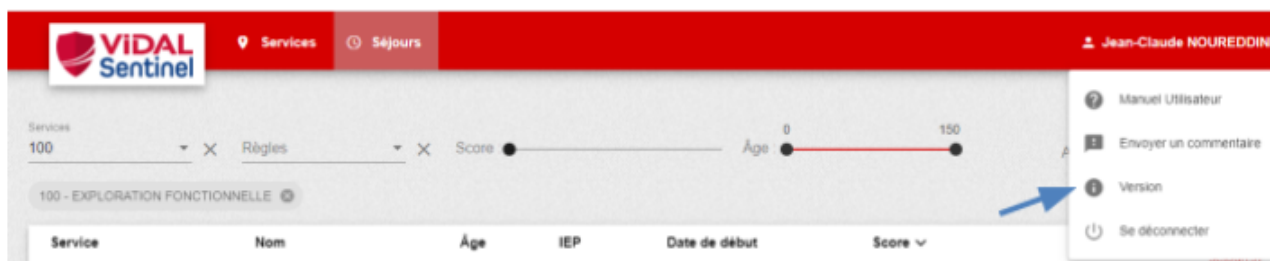 ViDAL
Sentinel
Services
Séjours
Jean-Claude NOUREDDIN
Manuel Utilisateur
Envoyer un commentaire
Version
Se déconnecter
Services
100
Règles
Score
Âge
0
150
A
100 - EXPLORATION FONCTIONNELLE
Service Nom Âge IEP Date de début Score